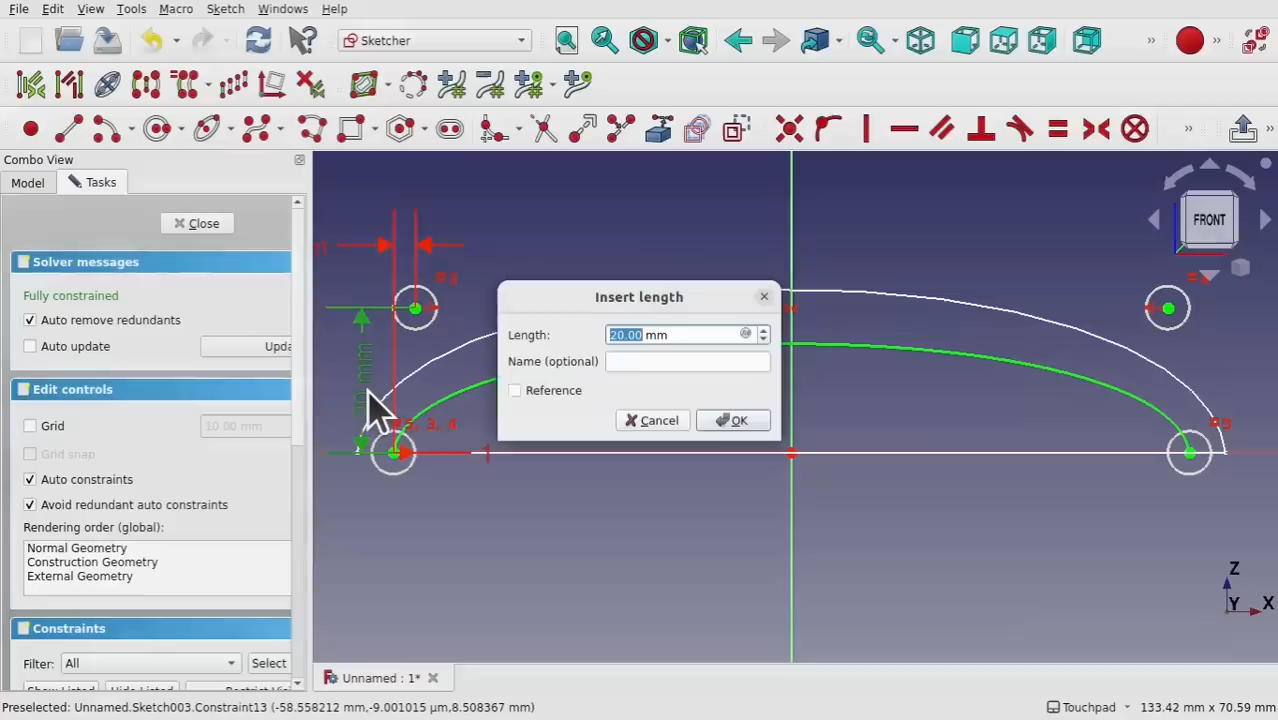 File Edit View Tools Macro Sketch Windows Help
Sketcher
Combo View
Model Tasks
Close
Solver messages
Fully constrained
Auto remove redundants
Auto update Upda
Edit controls
Grid 10.00 mm
Grid snap
Auto constraints
Avoid redundant auto constraints
Rendering order (global):
Normal Geometry
Construction Geometry
External Geometry
Constraints
Filter: All Select
Insert length
Length: 20.00 mm
Name (optional)
Reference
Cancel OK
FRONT
1
Z
Y X
Unnamed : 1*
Preselected: Unnamed.Sketch003.Constraint13 (-58.558212 mm,-9.001015 µm,8.508367 mm)
Touchpad 133.42 mm x 70.59 mm